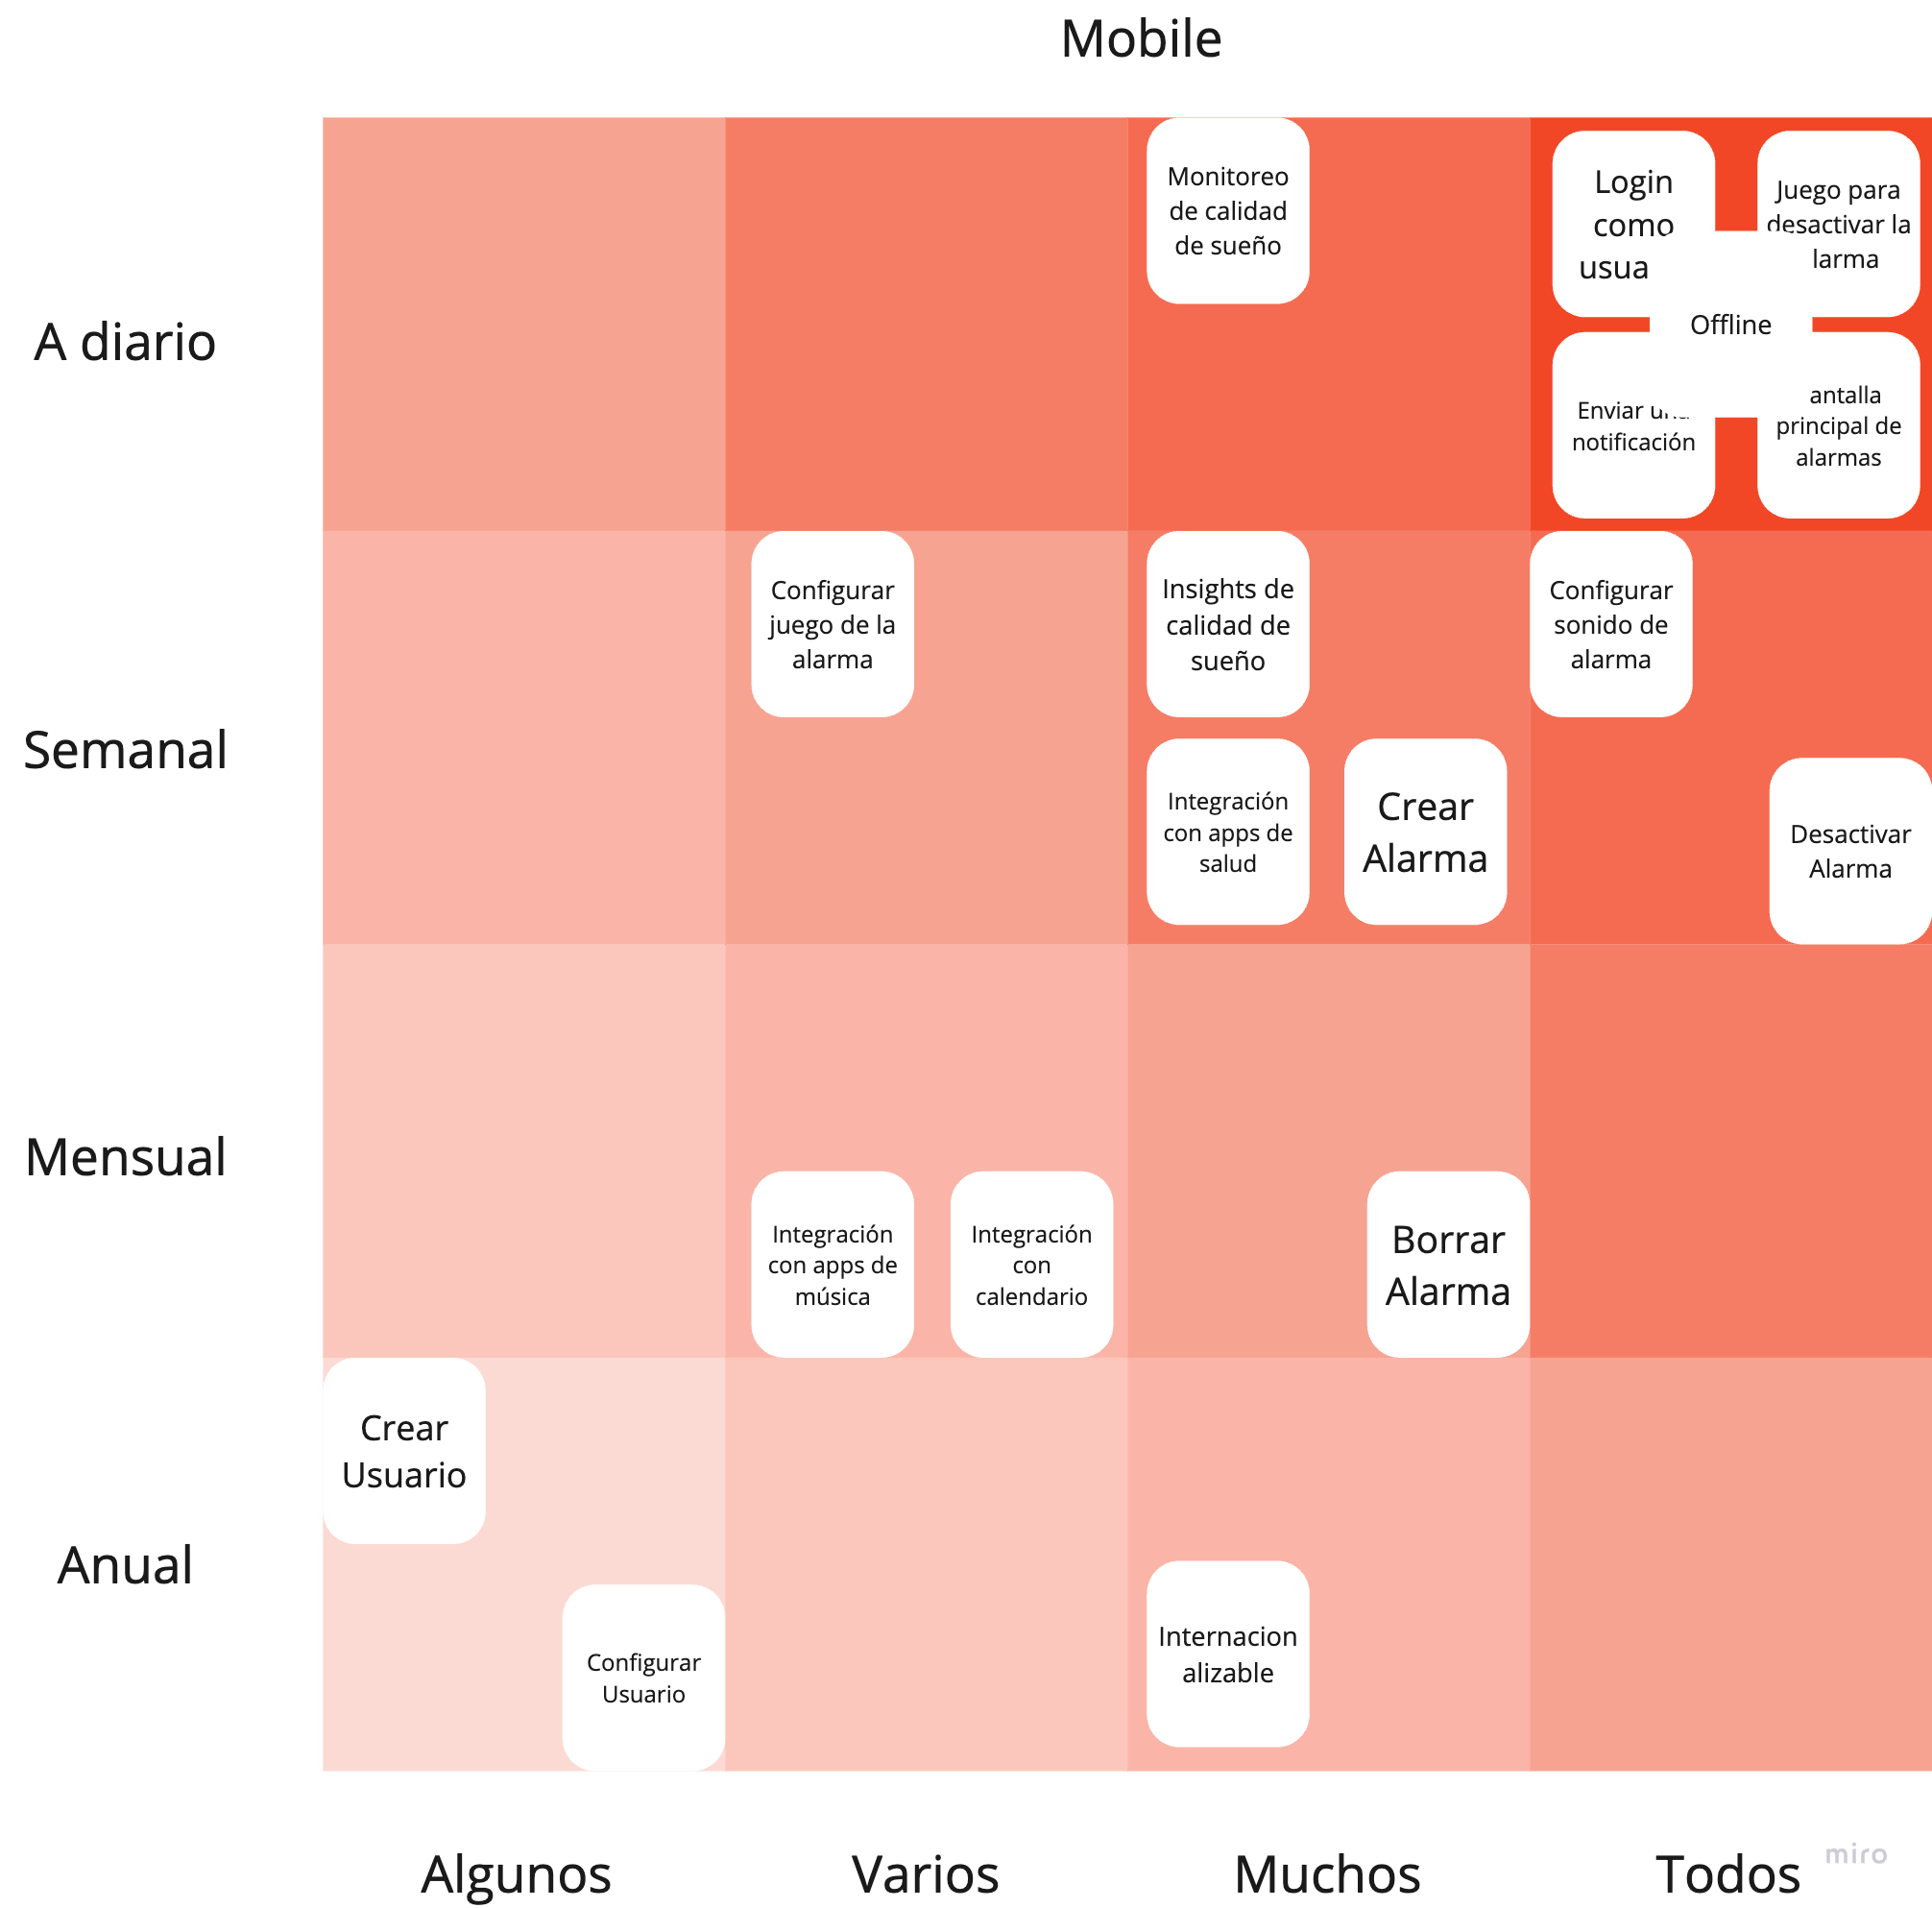 Mobile
A diario
Monitoreo
de calidad
de sueño
Login
como
usua
Juego para
desactivar la
larma
Offline
Enviar una
notificación
antalla
principal de
alarmas
Semanal
Configurar
juego de la
alarma
Insights de
calidad de
sueño
Configurar
sonido de
alarma
Integración
con apps de
salud
Crear
Alarma
Desactivar
Alarma
Mensual
Integración
con apps de
música
Integración
con
calendario
Borrar
Alarma
Anual
Crear
Usuario
Configurar
Usuario
Internacion
alizable
Algunos
Varios
Muchos
Todos
miro